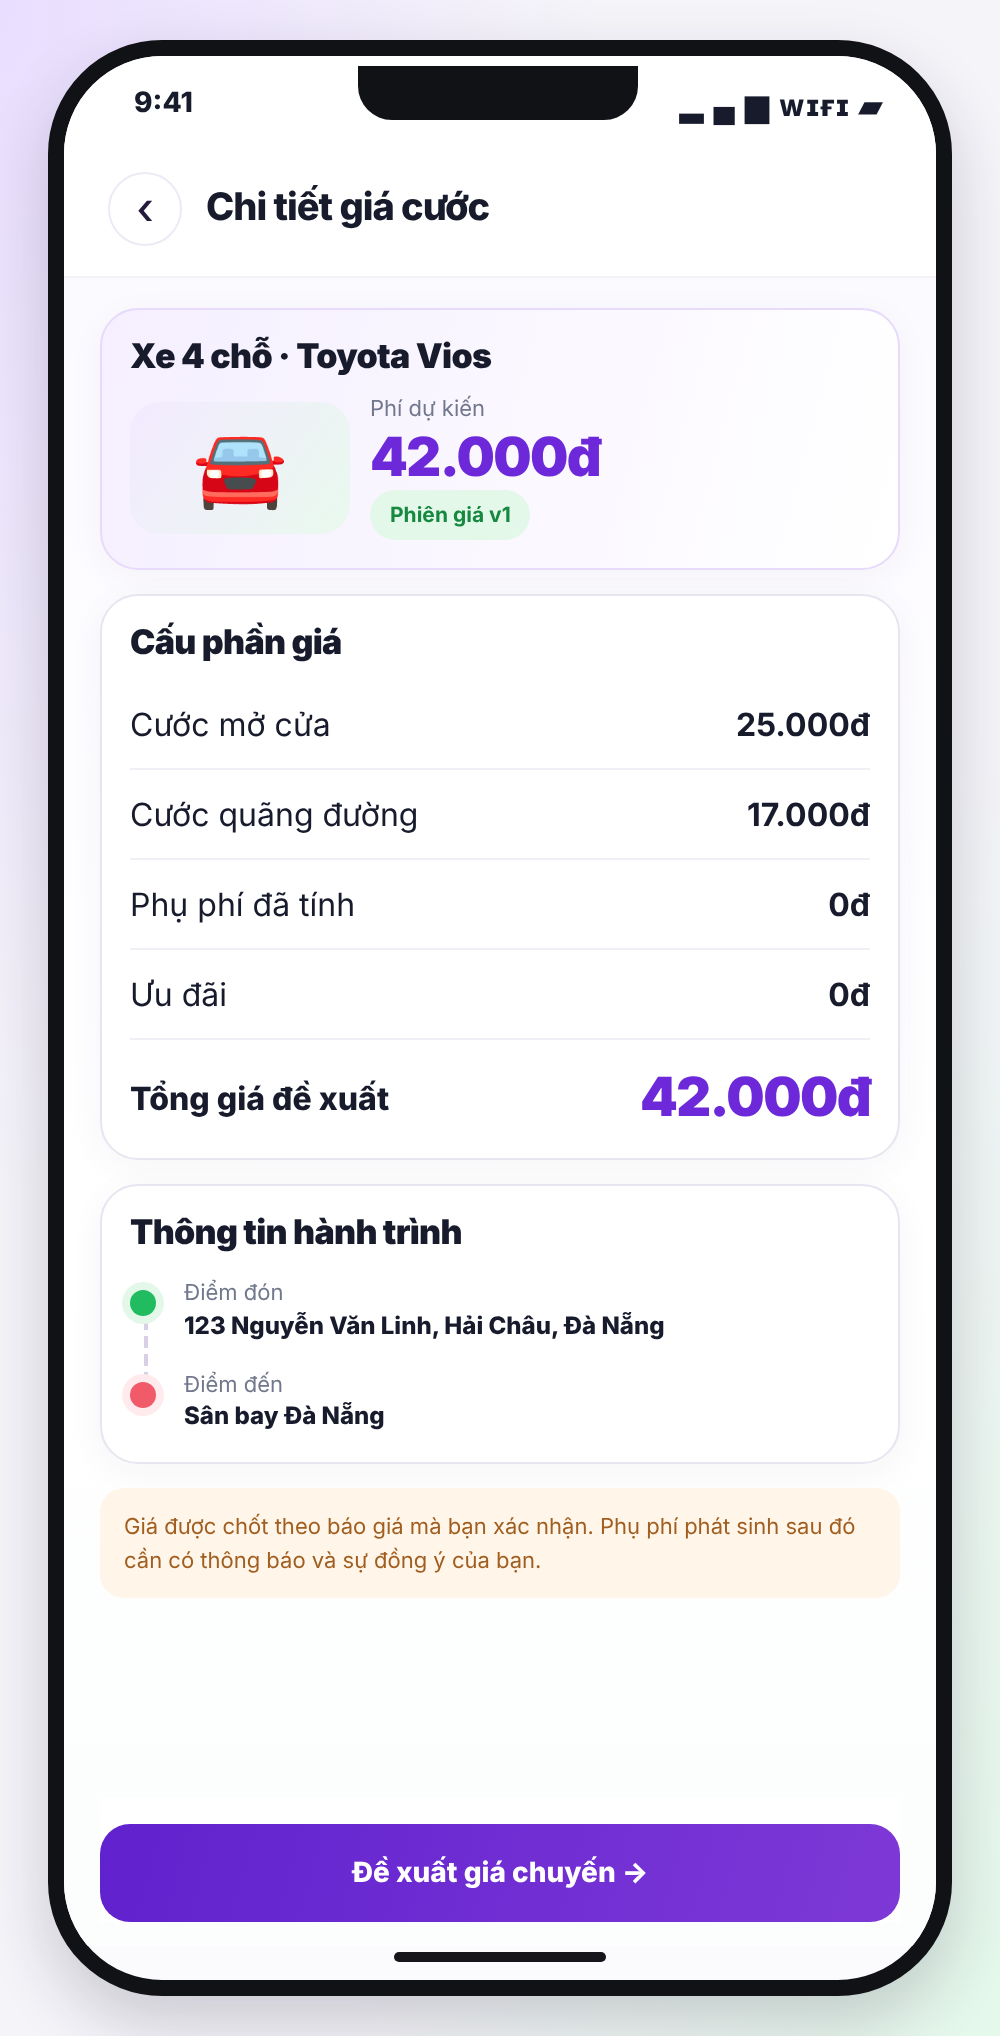 9:41
WIFI
Chi tiết giá cước
Xe 4 chỗ · Toyota Vios
Phí dự kiến
42.000đ
Phiên giá v1
Cấu phần giá
Cước mở cửa 25.000đ
Cước quãng đường 17.000đ
Phụ phí đã tính 0đ
Ưu đãi 0đ
Tổng giá đề xuất 42.000đ
Thông tin hành trình
Điểm đón
123 Nguyễn Văn Linh, Hải Châu, Đà Nẵng
Điểm đến
Sân bay Đà Nẵng
Giá được chốt theo báo giá mà bạn xác nhận. Phụ phí phát sinh sau đó
cần có thông báo và sự đồng ý của bạn.
Đề xuất giá chuyến →